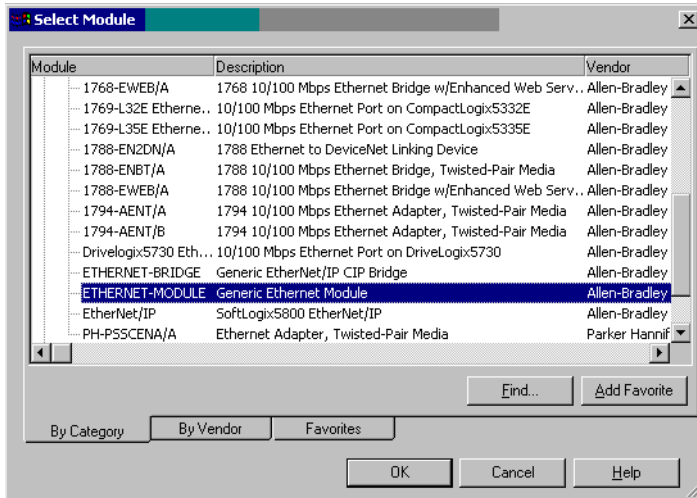 Select Module
Module Description Vendor
1768-EWEB/A 1768 10/100 Mbps Ethernet Bridge w/Enhanced Web Serv.. Allen-Bradley
1769-L32E Etherne.. 10/100 Mbps Ethernet Port on CompactLogix5332E Allen-Bradley
1769-L35E Etherne.. 10/100 Mbps Ethernet Port on CompactLogix5335E Allen-Bradley
1788-EN2DN/A 1788 Ethernet to DeviceNet Linking Device Allen-Bradley
1788-ENBT/A 1788 10/100 Mbps Ethernet Bridge, Twisted-Pair Media Allen-Bradley
1788-EWEB/A 1788 10/100 Mbps Ethernet Bridge w/Enhanced Web Serv.. Allen-Bradley
1794-AENT/A 1794 10/100 Mbps Ethernet Adapter, Twisted-Pair Media Allen-Bradley
1794-AENT/B 1794 10/100 Mbps Ethernet Adapter, Twisted-Pair Media Allen-Bradley
Drivelogix5730 Eth... 10/100 Mbps Ethernet Port on DriveLogix5730 Allen-Bradley
ETHERNET-BRIDGE Generic EtherNet/IP CIP Bridge Allen-Bradley
ETHERNET-MODULE Generic Ethernet Module Allen-Bradley
EtherNet/IP SoftLogix5800 EtherNet/IP Allen-Bradley
PH-PSSCENA/A Ethernet Adapter, Twisted-Pair Media Parker Hannif
Find... Add Favorite
By Category By Vendor Favorites
OK Cancel Help